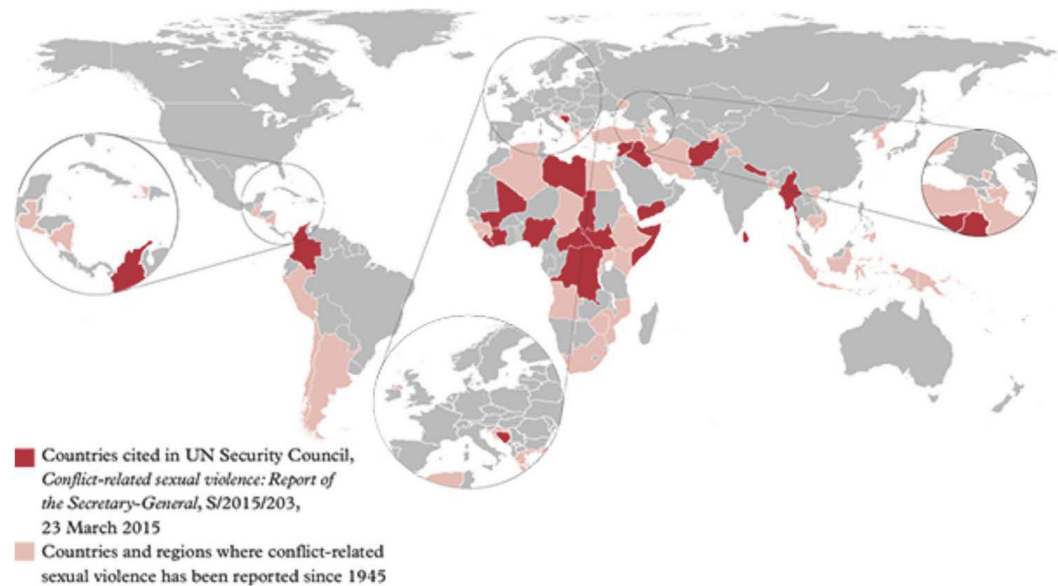 Countries cited in UN Security Council,
Conflict-related sexual violence: Report of
the Secretary-General, S/2015/203,
23 March 2015
Countries and regions where conflict-related
sexual violence has been reported since 1945